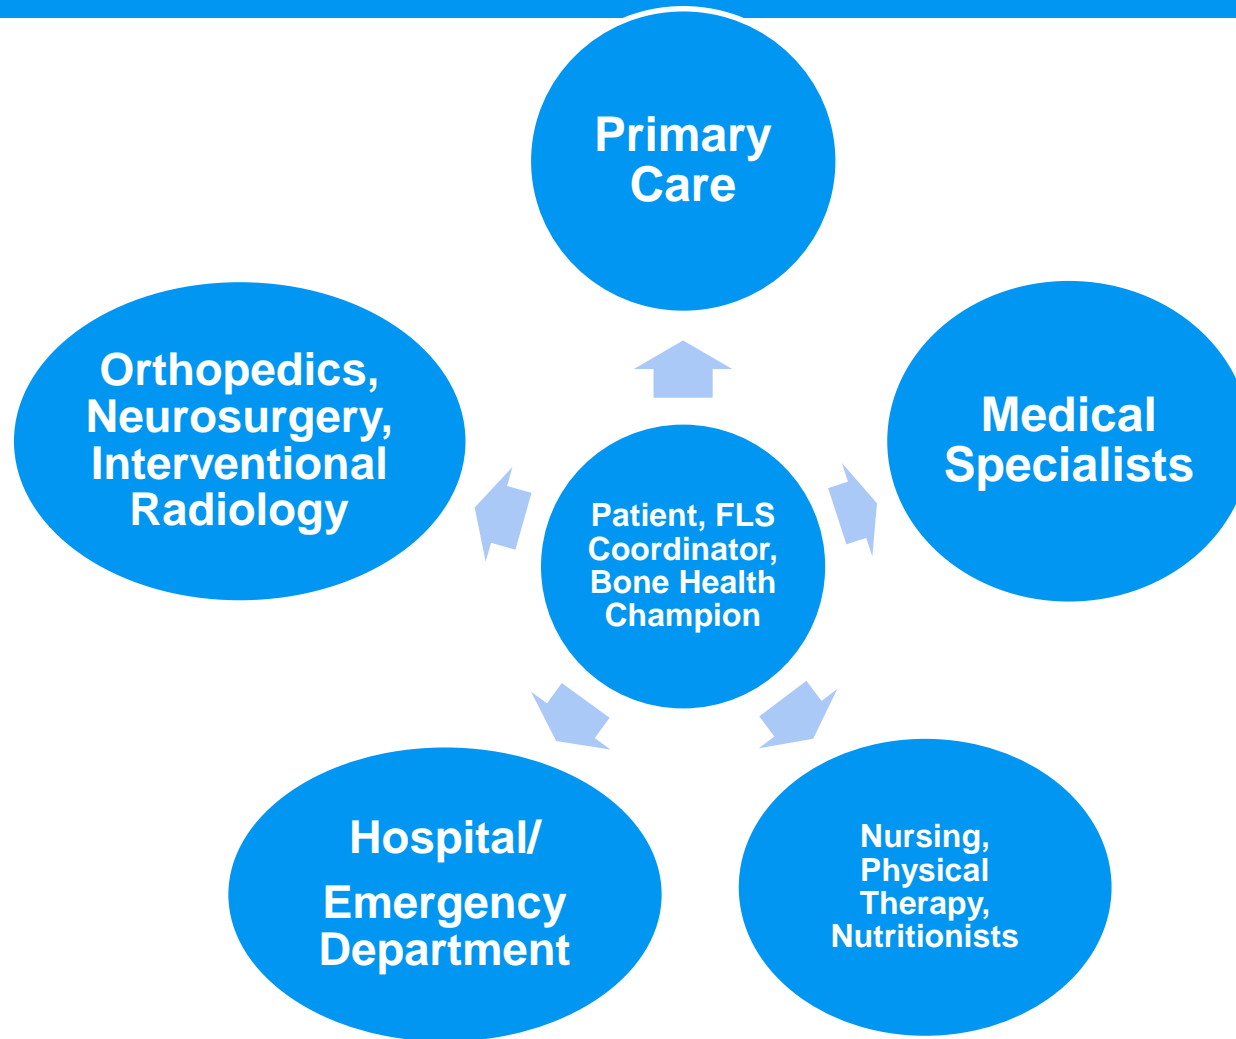 Primary
Care
Orthopedics,
Neurosurgery,
Interventional
Radiology
Medical
Specialists
Patient, FLS
Coordinator,
Bone Health
Champion
Hospital/
Emergency
Department
Nursing,
Physical
Therapy,
Nutritionists